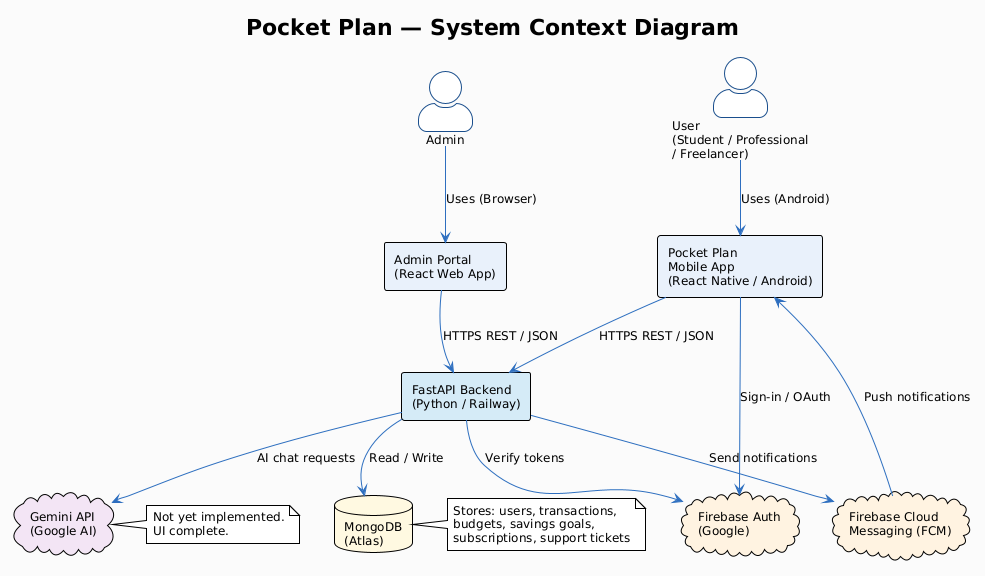 Pocket Plan — System Context Diagram
Admin
User
(Student / Professional
/ Freelancer)
Uses (Browser)
Uses (Android)
Admin Portal
(React Web App)
Pocket Plan
Mobile App
(React Native / Android)
HTTPS REST / JSON
HTTPS REST / JSON
FastAPI Backend
(Python / Railway)
Sign-in / OAuth
Push notifications
AI chat requests
Read / Write
Verify tokens
Send notifications
Gemini API
(Google AI)
Not yet implemented.
UI complete.
MongoDB
(Atlas)
Stores: users, transactions,
budgets, savings goals,
subscriptions, support tickets
Firebase Auth
(Google)
Firebase Cloud
Messaging (FCM)